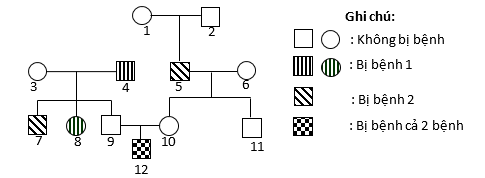 Ghi chú:
1
2
: Không bị bệnh
: Bị bệnh 1
3
4
5
6
: Bị bệnh 2
: Bị bệnh cả 2 bệnh
7
8
9
10
11
12